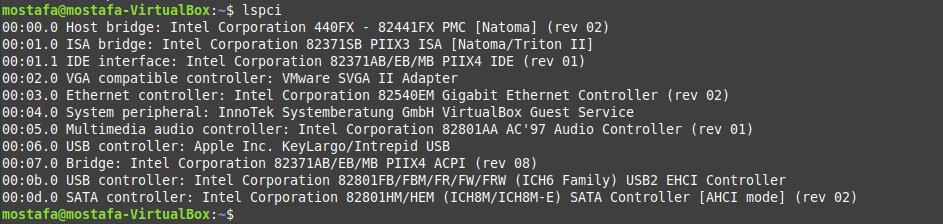 mostafa@mostafa-VirtualBox:~$ lspci
00:00.0 Host bridge: Intel Corporation 440FX - 82441FX PMC [Natoma] (rev 02)
00:01.0 ISA bridge: Intel Corporation 82371SB PIIX3 ISA [Natoma/Triton II]
00:01.1 IDE interface: Intel Corporation 82371AB/EB/MB PIIX4 IDE (rev 01)
00:02.0 VGA compatible controller: VMware SVGA II Adapter
00:03.0 Ethernet controller: Intel Corporation 82540EM Gigabit Ethernet Controller (rev 02)
00:04.0 System peripheral: InnoTek Systemberatung GmbH VirtualBox Guest Service
00:05.0 Multimedia audio controller: Intel Corporation 82801AA AC'97 Audio Controller (rev 01)
00:06.0 USB controller: Apple Inc. KeyLargo/Intrepid USB
00:07.0 Bridge: Intel Corporation 82371AB/EB/MB PIIX4 ACPI (rev 08)
00:0b.0 USB controller: Intel Corporation 82801FB/FBM/FR/FW/FRW (ICH6 Family) USB2 EHCI Controller
00:0d.0 SATA controller: Intel Corporation 82801HM/HEM (ICH8M/ICH8M-E) SATA Controller [AHCI mode] (rev 02)
mostafa@mostafa-VirtualBox:~$